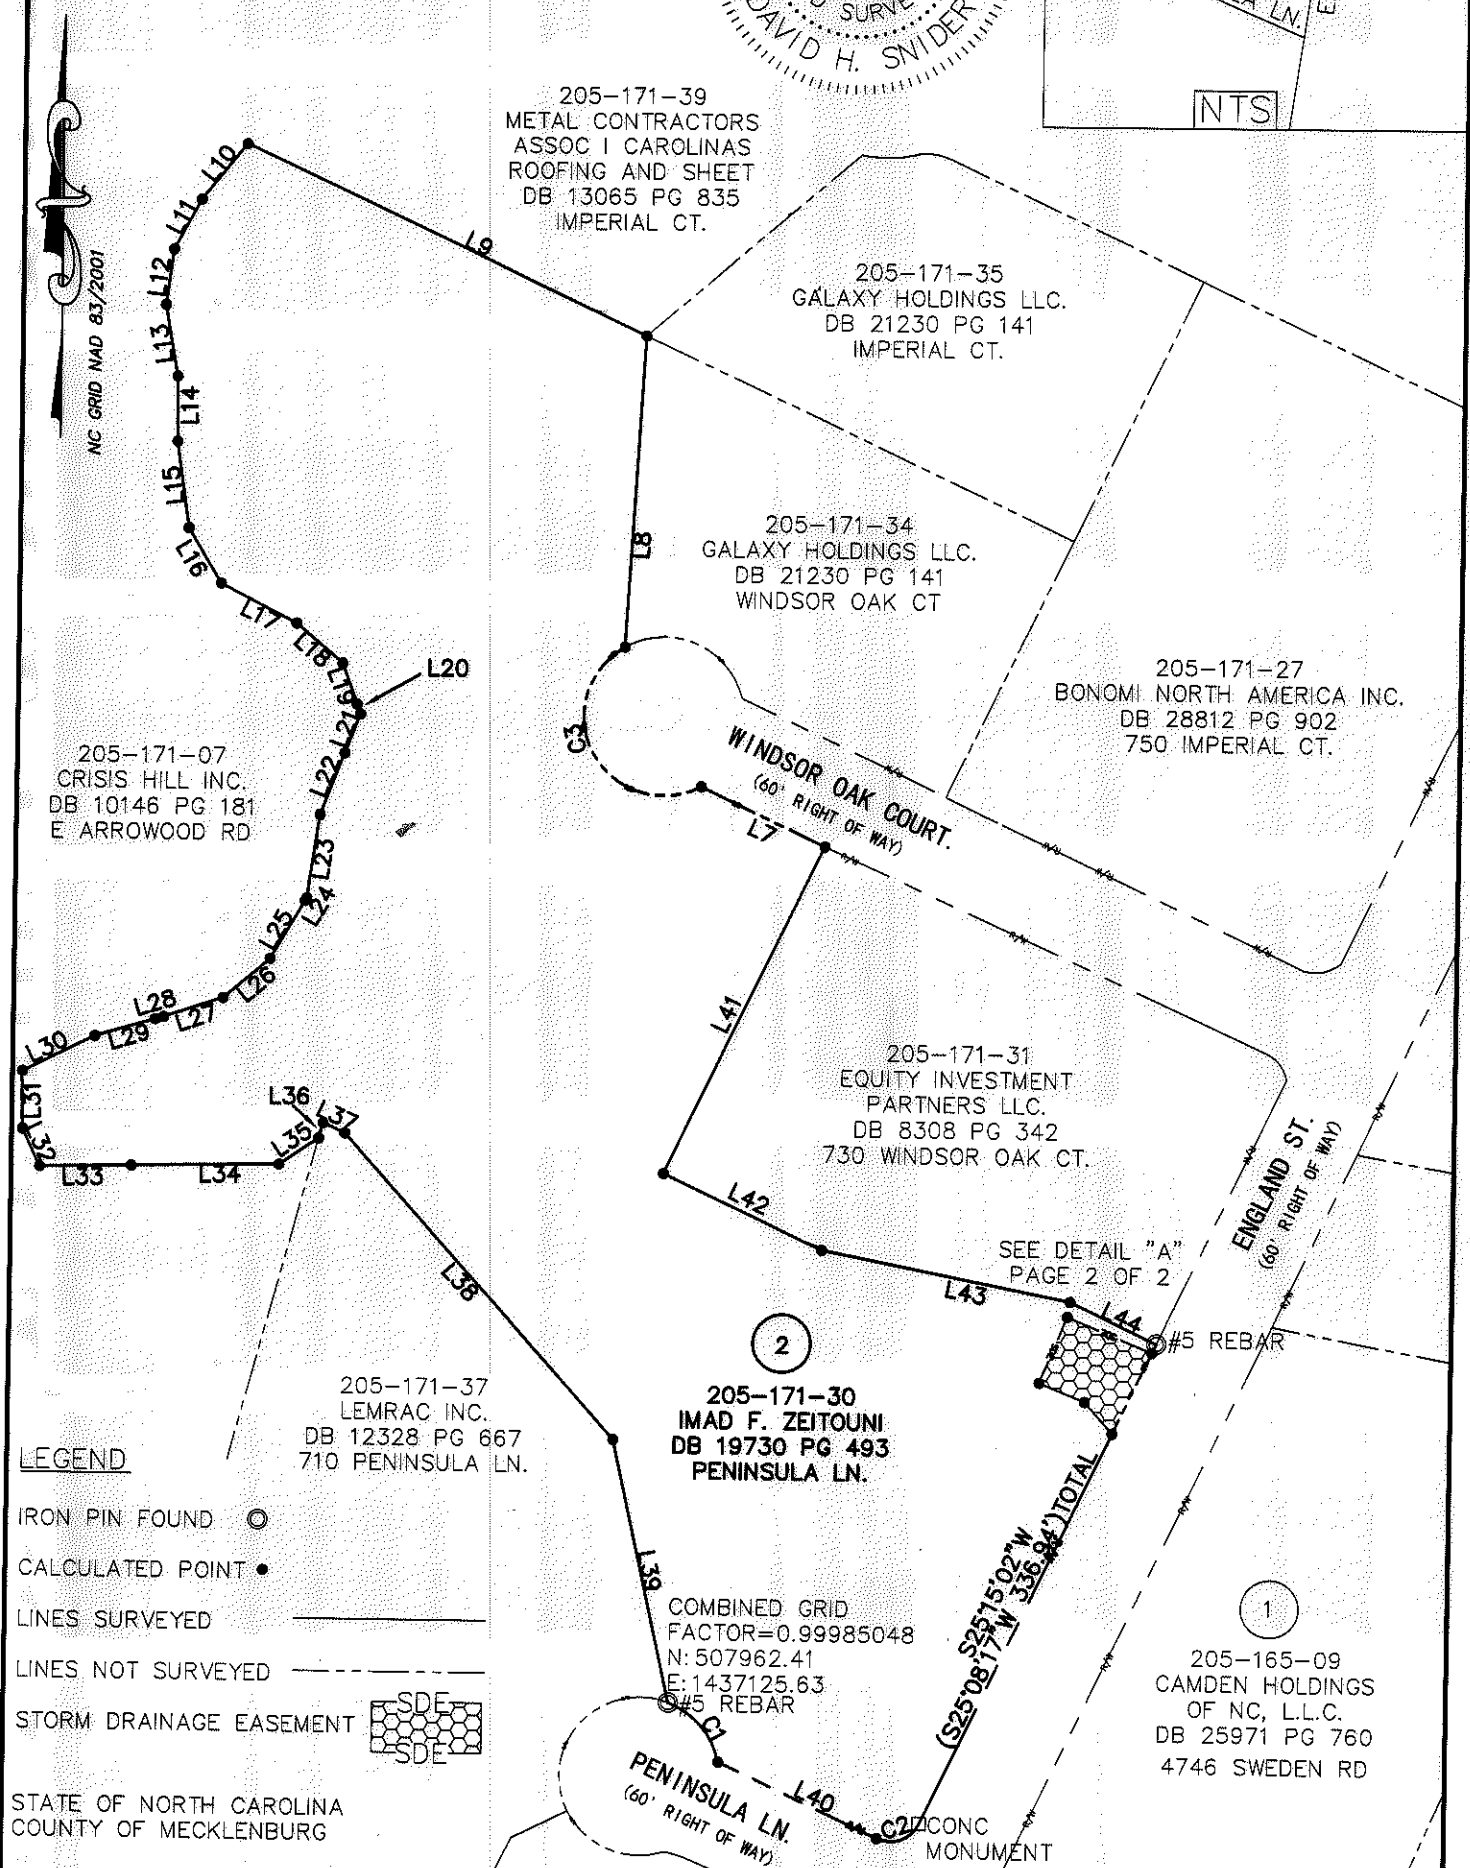 SURVE
DAVID H. SNIDER
LN.
NTS
205-171-39
METAL CONTRACTORS
ASSOC I CAROLINAS
ROOFING AND SHEET
DB 13065 PG 835
IMPERIAL CT.
NC GRID NAD 83/2001
L10
L11
L12
L13
L14
L15
L16
L17
L18
L19
L20
L21
L22
L23
L24
L25
L26
L27
L28
L29
L30
L31
L32
L33
L34
L35
L36
L37
L38
L39
L9
L8
205-171-35
GALAXY HOLDINGS LLC.
DB 21230 PG 141
IMPERIAL CT.
205-171-34
GALAXY HOLDINGS LLC.
DB 21230 PG 141
WINDSOR OAK CT
205-171-27
BONOMI NORTH AMERICA INC.
DB 28812 PG 902
750 IMPERIAL CT.
205-171-07
CRISIS HILL INC.
DB 10146 PG 181
E ARROWOOD RD
C3
WINDSOR OAK COURT.
(60' RIGHT OF WAY)
L7
L41
205-171-31
EQUITY INVESTMENT
PARTNERS LLC.
DB 8308 PG 342
730 WINDSOR OAK CT.
L42
L43
L44
SEE DETAIL "A"
PAGE 2 OF 2
#5 REBAR
ENGLAND ST.
(60' RIGHT OF WAY)
2
205-171-30
IMAD F. ZEITOUNI
DB 19730 PG 493
PENINSULA LN.
205-171-37
LEMRAC INC.
DB 12328 PG 667
710 PENINSULA LN.
S25°15'02"W
(S25°08'17"W 336.94')TOTAL
COMBINED GRID
FACTOR=0.99985048
N: 507962.41
E: 1437125.63
#5 REBAR
C1
L40
C2
CONC
MONUMENT
PENINSULA LN.
(60' RIGHT OF WAY)
1
205-165-09
CAMDEN HOLDINGS
OF NC, L.L.C.
DB 25971 PG 760
4746 SWEDEN RD
LEGEND
IRON PIN FOUND
CALCULATED POINT
LINES SURVEYED
LINES NOT SURVEYED
STORM DRAINAGE EASEMENT
SDE
SDE
STATE OF NORTH CAROLINA
COUNTY OF MECKLENBURG